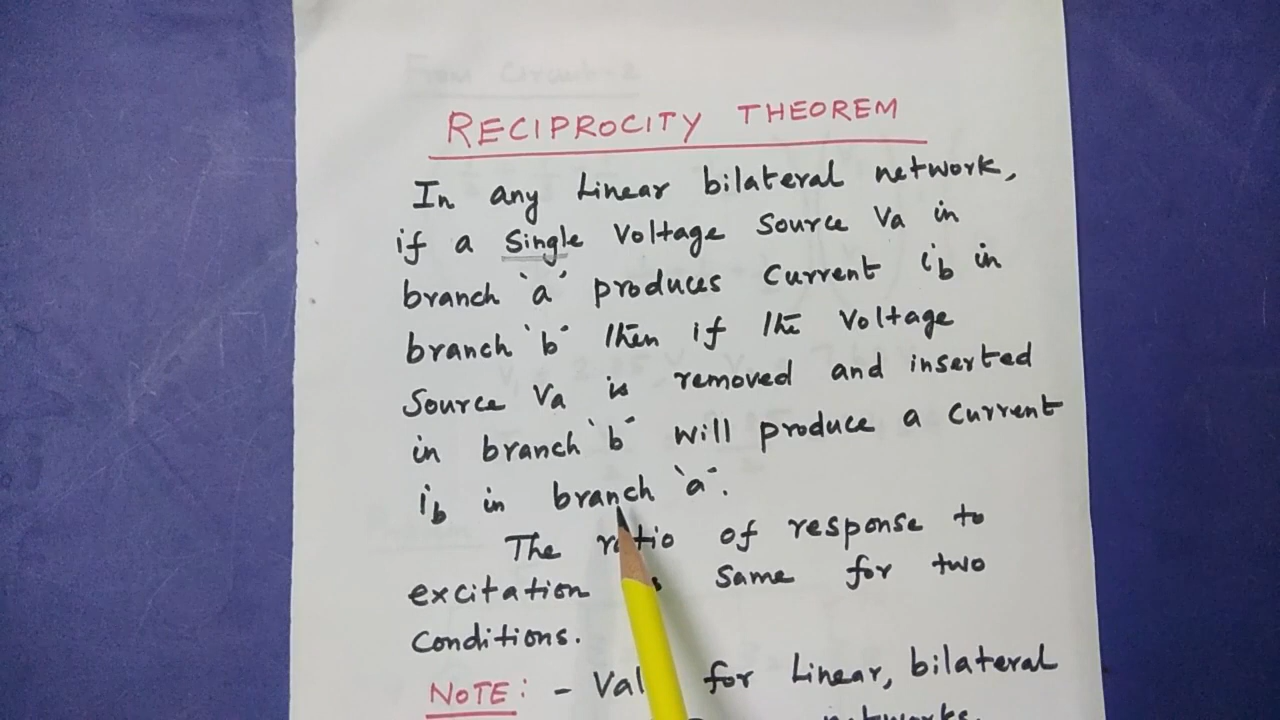 RECIPROCITY THEOREM
In any Linear bilateral network,
if a Single Voltage Source Va in
branch `a" produces Current ib in
branch `b" Then if The Voltage
Source Va is removed and inserted
in branch `b" will produce a Current
ib in branch `a".
The ratio of response to
excitation Same for two
Conditions.
NOTE: - for Linear, bilateral
networks.